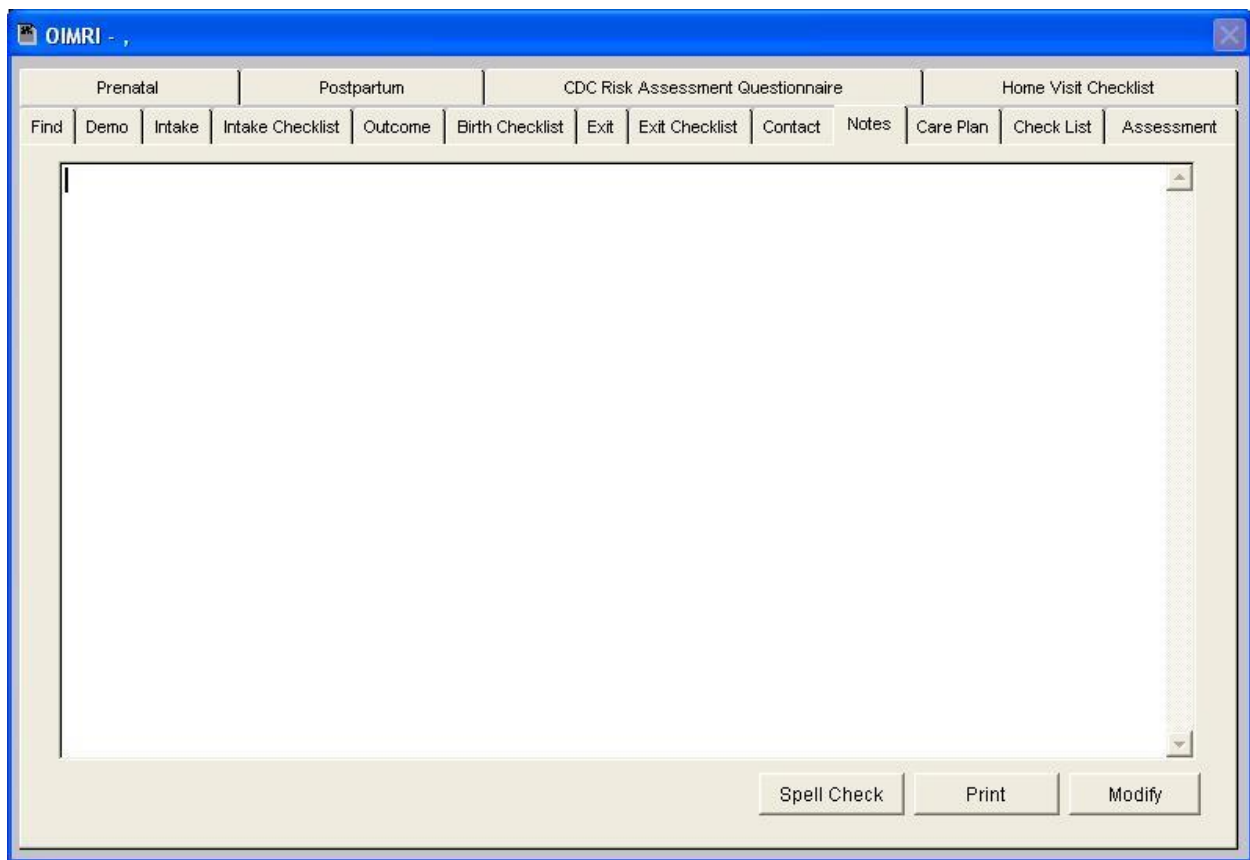 OIMRI - ,
Prenatal Postpartum CDC Risk Assessment Questionnaire Home Visit Checklist
Find Demo Intake Intake Checklist Outcome Birth Checklist Exit Exit Checklist Contact Notes Care Plan Check List Assessment
Spell Check Print Modify